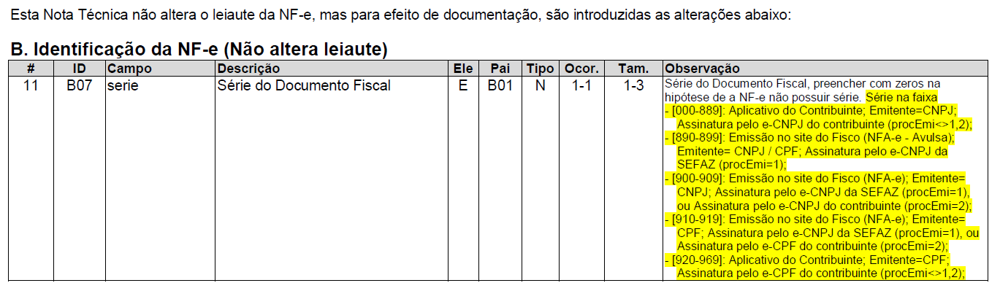 Esta Nota Técnica não altera o leiaute da NF-e, mas para efeito de documentação, são introduzidas as alterações abaixo:
B. Identificação da NF-e (Não altera leiaute)
# ID Campo Descrição Ele Pai Tipo Ocor. Tam. Observação
11 B07 serie Série do Documento Fiscal E B01 N 1-1 1-3 Série do Documento Fiscal, preencher com zeros na
hipótese de a NF-e não possuir série. Série na faixa
- [000-889]: Aplicativo do Contribuinte; Emitente=CNPJ;
Assinatura pelo e-CNPJ do contribuinte (procEmi<>1,2);
- [890-899]: Emissão no site do Fisco (NFA-e - Avulsa);
Emitente= CNPJ / CPF; Assinatura pelo e-CNPJ da
SEFAZ (procEmi=1);
- [900-909]: Emissão no site do Fisco (NFA-e); Emitente=
CNPJ; Assinatura pelo e-CNPJ da SEFAZ (procEmi=1),
ou Assinatura pelo e-CNPJ do contribuinte (procEmi=2);
- [910-919]: Emissão no site do Fisco (NFA-e); Emitente=
CPF; Assinatura pelo e-CNPJ da SEFAZ (procEmi=1), ou
Assinatura pelo e-CPF do contribuinte (procEmi=2);
- [920-969]: Aplicativo do Contribuinte; Emitente=CPF;
Assinatura pelo e-CPF do contribuinte (procEmi<>1,2);